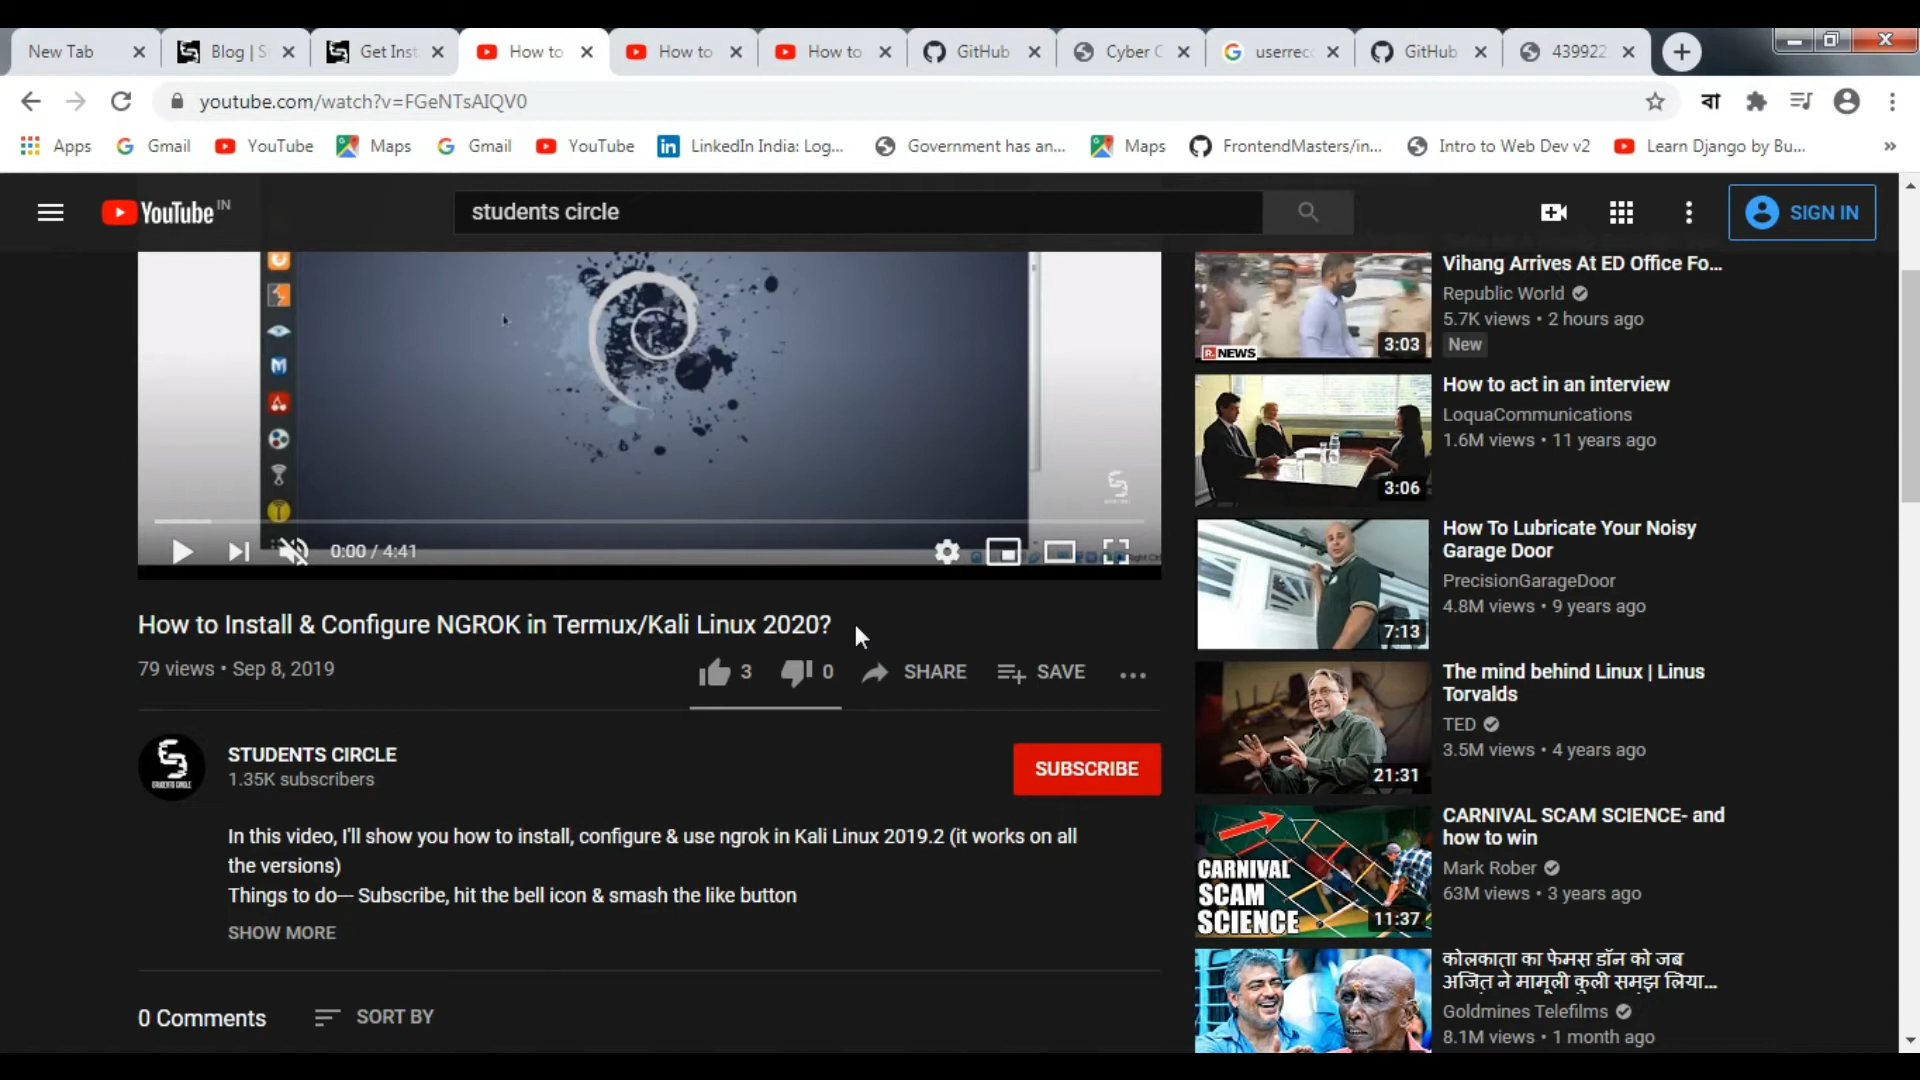 New Tab
Blog | S
Get Inst
How to
How to
How to
GitHub
Cyber C
userrecc
GitHub
439922
youtube.com/watch?v=FGeNTsAIQV0
বা
Apps
Gmail
YouTube
Maps
Gmail
YouTube
LinkedIn India: Log...
Government has an...
Maps
FrontendMasters/in...
Intro to Web Dev v2
Learn Django by Bu...
YouTube IN
students circle
SIGN IN
0:00 / 4:41
How to Install & Configure NGROK in Termux/Kali Linux 2020?
79 views • Sep 8, 2019
3
0
SHARE
SAVE
STUDENTS CIRCLE
STUDENTS CIRCLE
1.35K subscribers
SUBSCRIBE
In this video, I'll show you how to install, configure & use ngrok in Kali Linux 2019.2 (it works on all
the versions)
Things to do— Subscribe, hit the bell icon & smash the like button
SHOW MORE
0 Comments
SORT BY
R. NEWS
3:03
Vihang Arrives At ED Office Fo...
Republic World
5.7K views • 2 hours ago
New
3:06
How to act in an interview
LoquaCommunications
1.6M views • 11 years ago
7:13
How To Lubricate Your Noisy
Garage Door
PrecisionGarageDoor
4.8M views • 9 years ago
21:31
The mind behind Linux | Linus
Torvalds
TED
3.5M views • 4 years ago
CARNIVAL
SCAM
SCIENCE
11:37
CARNIVAL SCAM SCIENCE- and
how to win
Mark Rober
63M views • 3 years ago
कोलकाता का फेमस डॉन को जब
अजित ने मामूली कुली समझ लिया...
Goldmines Telefilms
8.1M views • 1 month ago